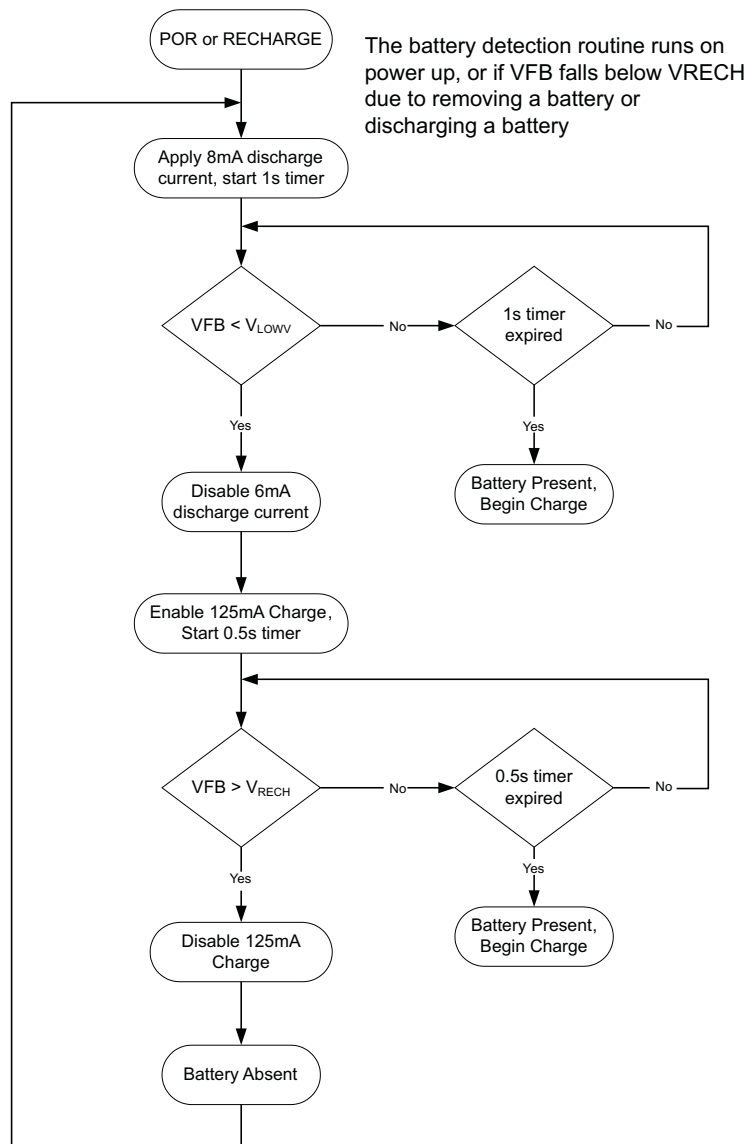 POR or RECHARGE
The battery detection routine runs on
power up, or if VFB falls below VRECH
due to removing a battery or
discharging a battery
Apply 8mA discharge
current, start 1s timer
VFB < VLOWV
No
1s timer
expired
No
Yes
Yes
Disable 6mA
discharge current
Battery Present,
Begin Charge
Enable 125mA Charge,
Start 0.5s timer
VFB > VRECH
No
0.5s timer
expired
No
Yes
Yes
Disable 125mA
Charge
Battery Present,
Begin Charge
Battery Absent